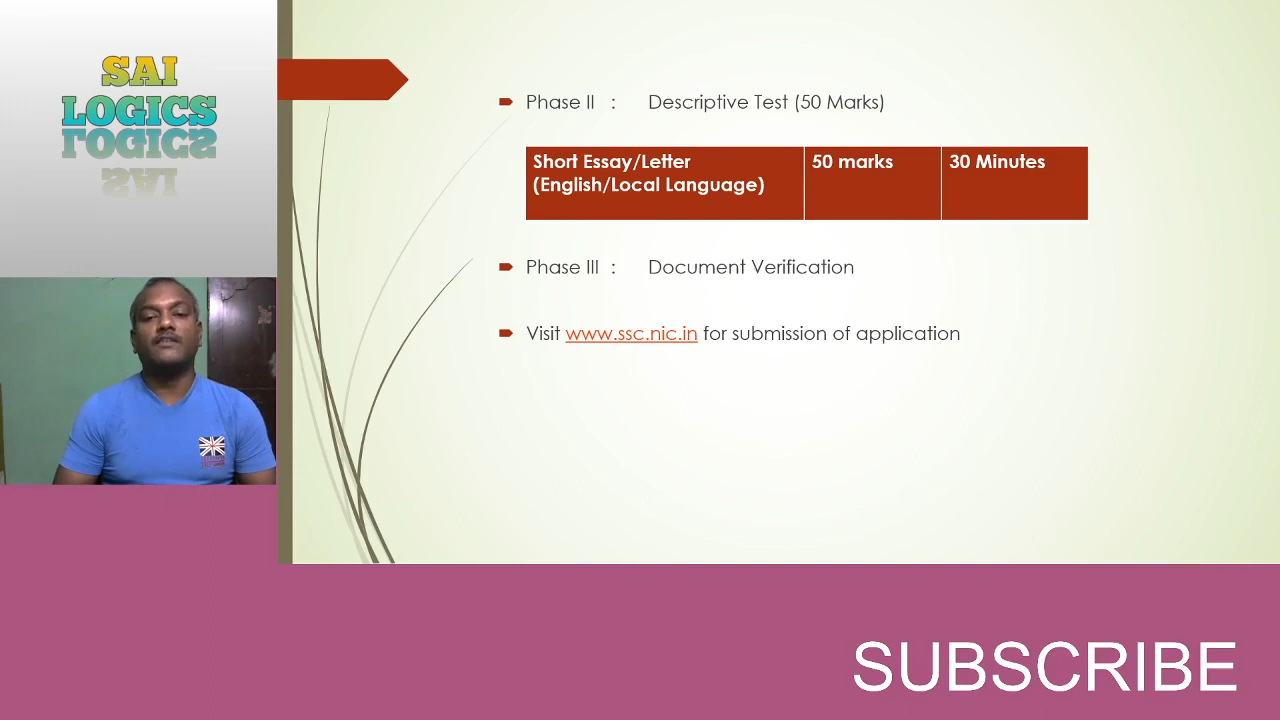 SAI
LOGICS
Phase II : Descriptive Test (50 Marks)
Short Essay/Letter 50 marks 30 Minutes
(English/Local Language)
Phase III : Document Verification
Visit www.ssc.nic.in for submission of application
SUBSCRIBE